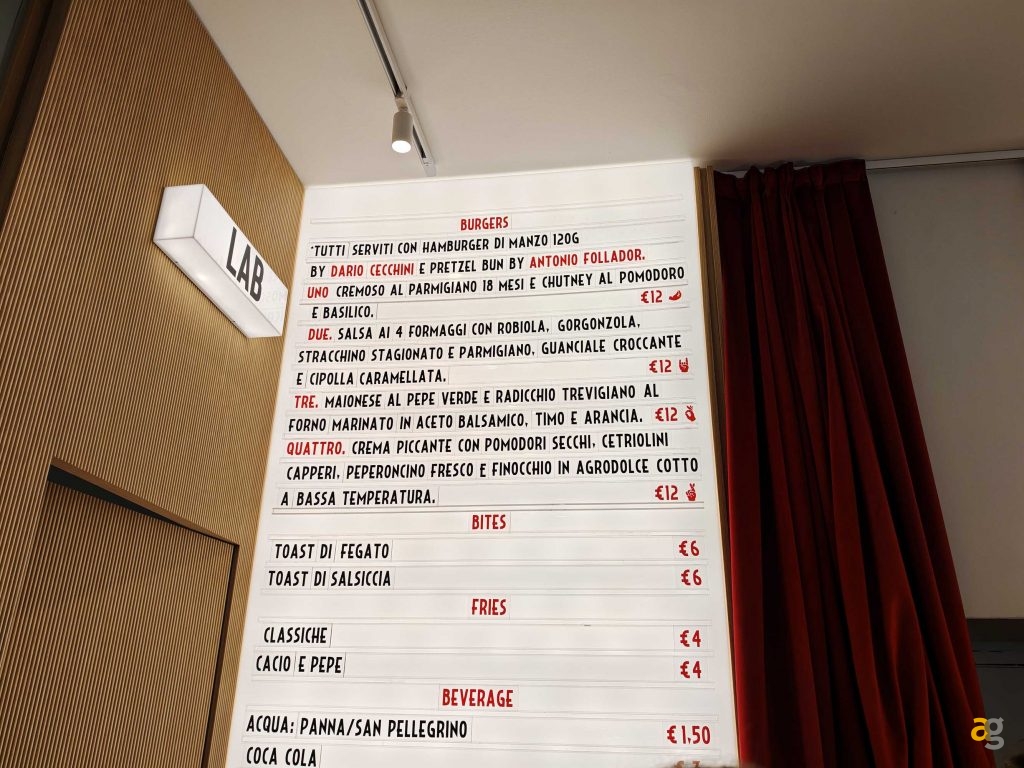 LAB
BURGERS
*TUTTI SERVITI CON HAMBURGER DI MANZO 120G
BY DARIO CECCHINI E PRETZEL BUN BY ANTONIO FOLLADOR.
UNO CREMOSO AL PARMIGIANO 18 MESI E CHUTNEY AL POMODORO
E BASILICO. €12
DUE. SALSA AI 4 FORMAGGI CON ROBIOLA, GORGONZOLA,
STRACCHINO STAGIONATO E PARMIGIANO, GUANCIALE CROCCANTE
E CIPOLLA CARAMELLATA. €12
TRE. MAIONESE AL PEPE VERDE E RADICCHIO TREVIGIANO AL
FORNO MARINATO IN ACETO BALSAMICO, TIMO E ARANCIA. €12
QUATTRO. CREMA PICCANTE CON POMODORI SECCHI, CETRIOLINI
CAPPERI, PEPERONCINO FRESCO E FINOCCHIO IN AGRODOLCE COTTO
A BASSA TEMPERATURA. €12
BITES
TOAST DI FEGATO €6
TOAST DI SALSICCIA €6
FRIES
CLASSICHE €4
CACIO E PEPE €4
BEVERAGE
ACQUA: PANNA/SAN PELLEGRINO €1,50
COCA COLA
ag